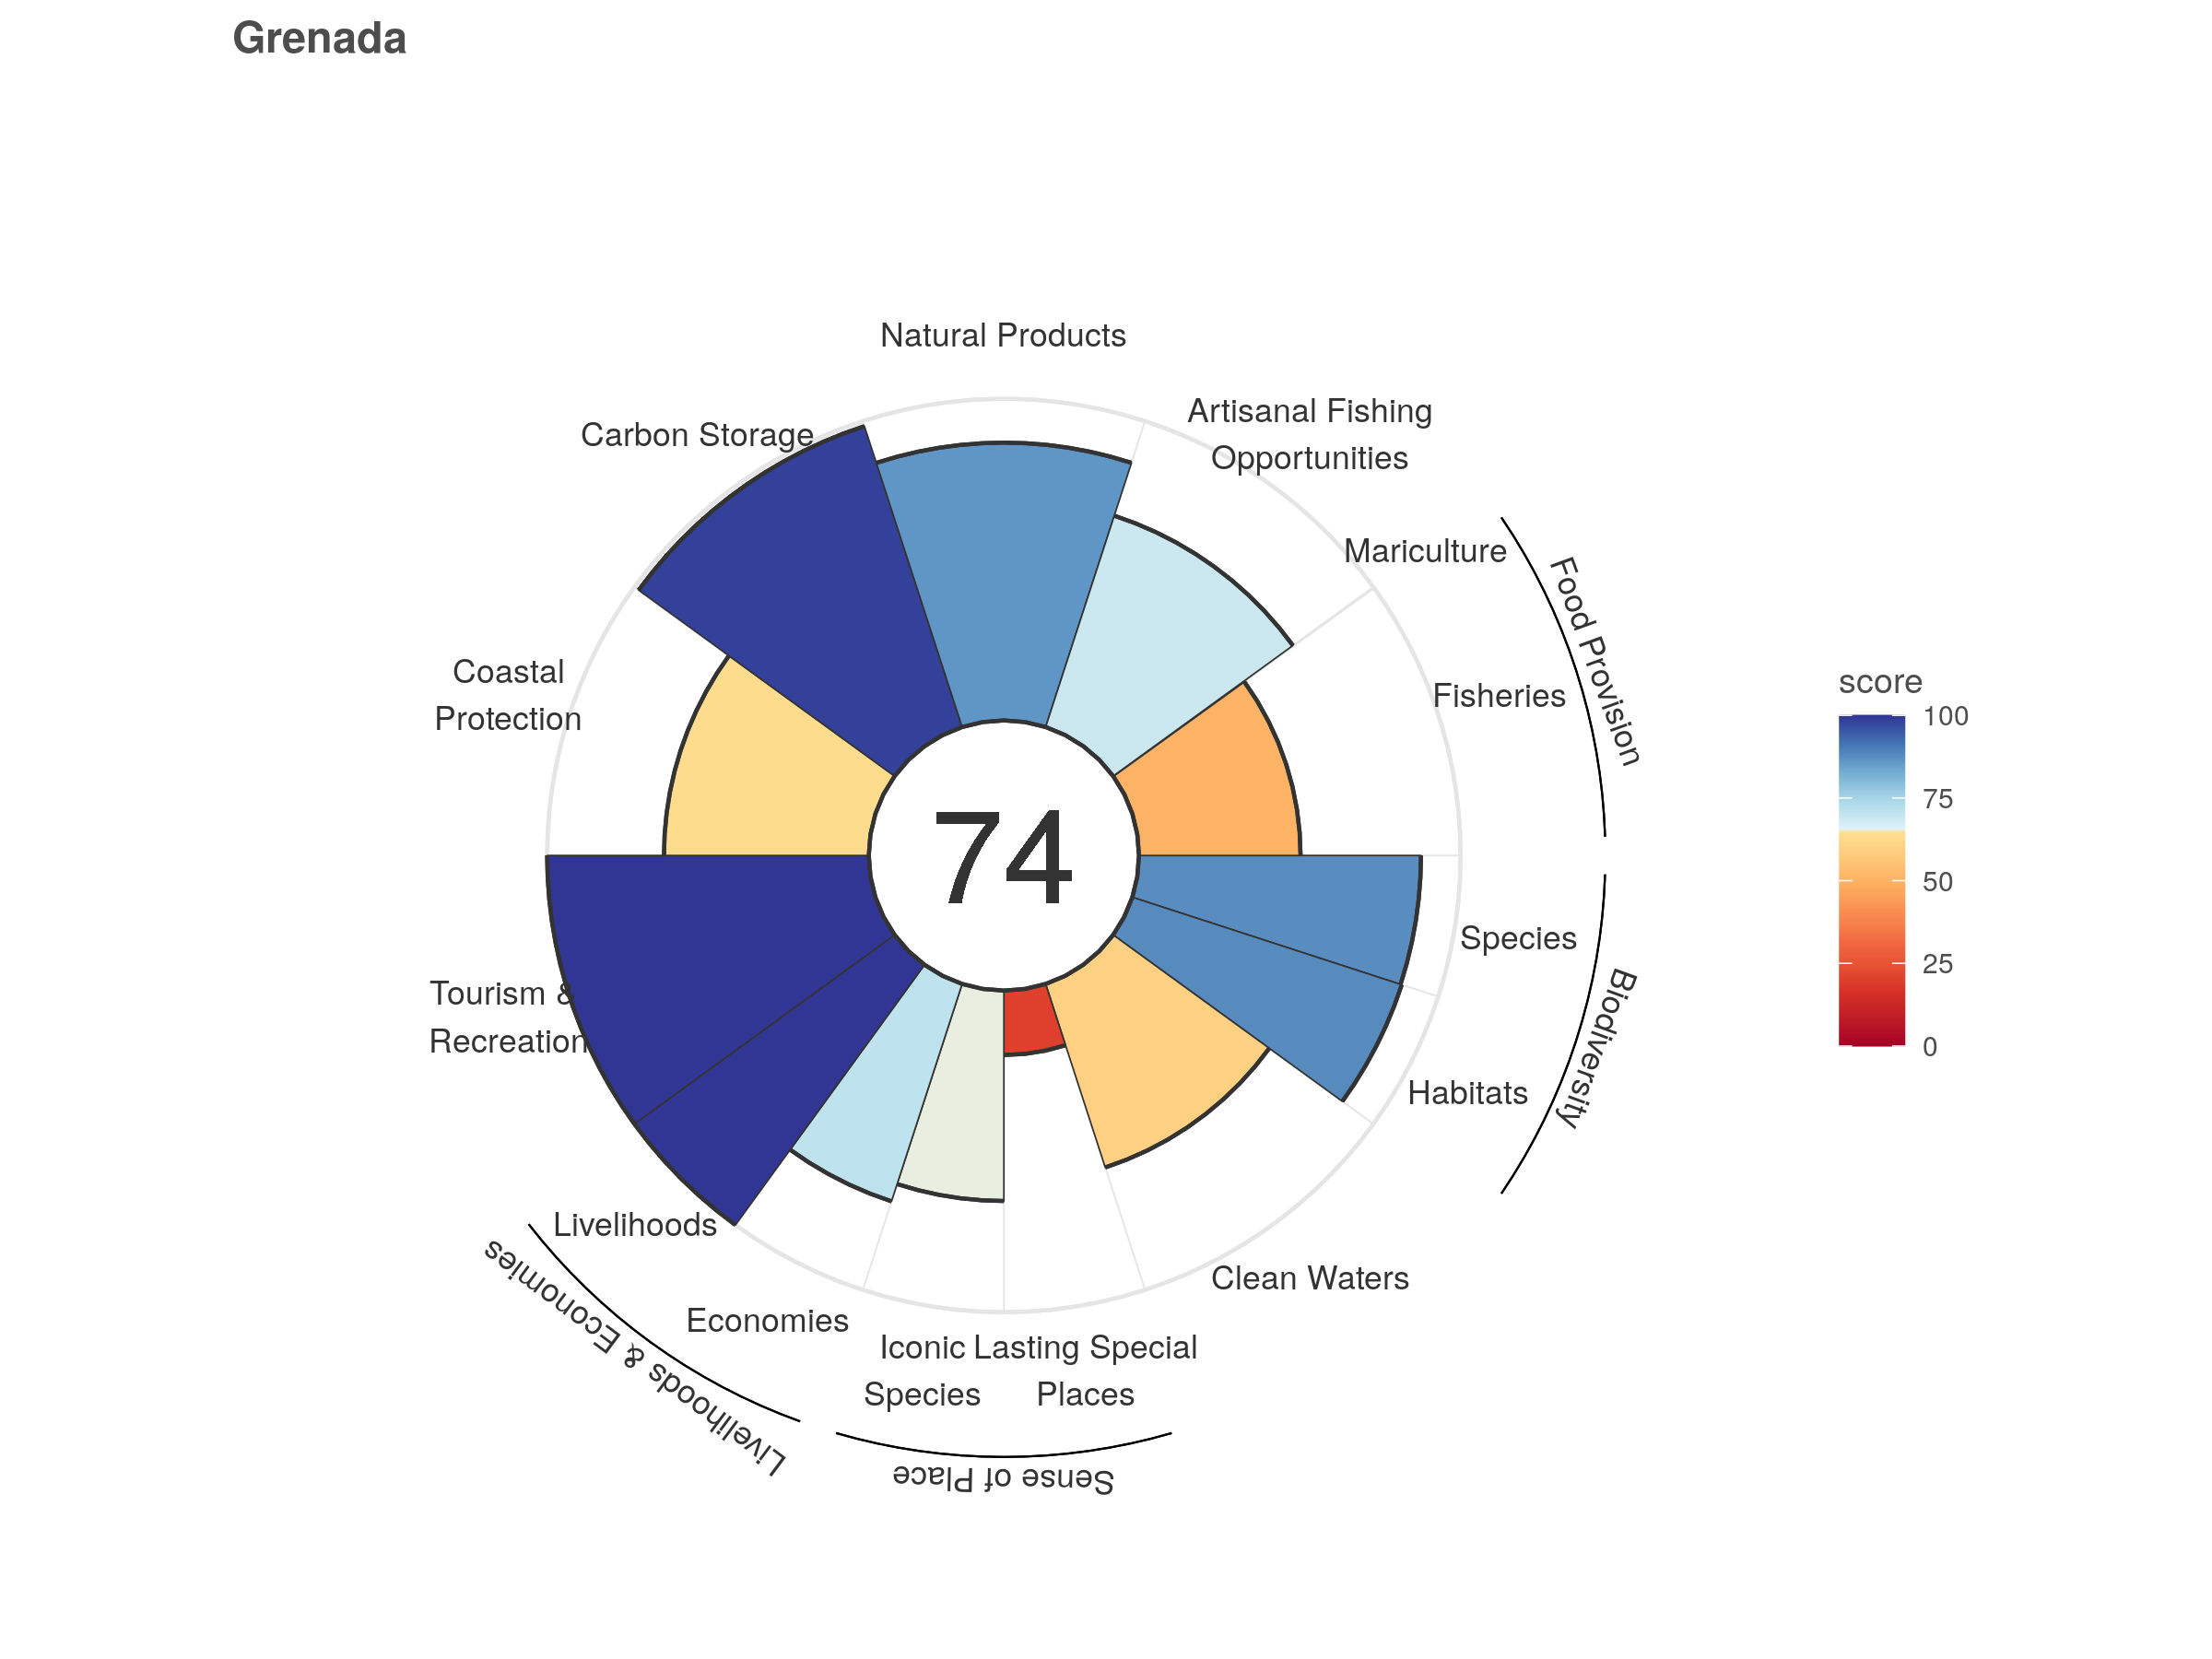 Grenada
Natural Products
Artisanal Fishing
Opportunities
Carbon Storage
Mariculture
Food Provision
Fisheries
Coastal
Protection
74
Species
Biodiversity
Habitats
Tourism &
Recreation
Livelihoods
Livelihoods & Economies
Economies
Clean Waters
Iconic
Species
Lasting Special
Places
Sense of Place
score
100
75
50
25
0